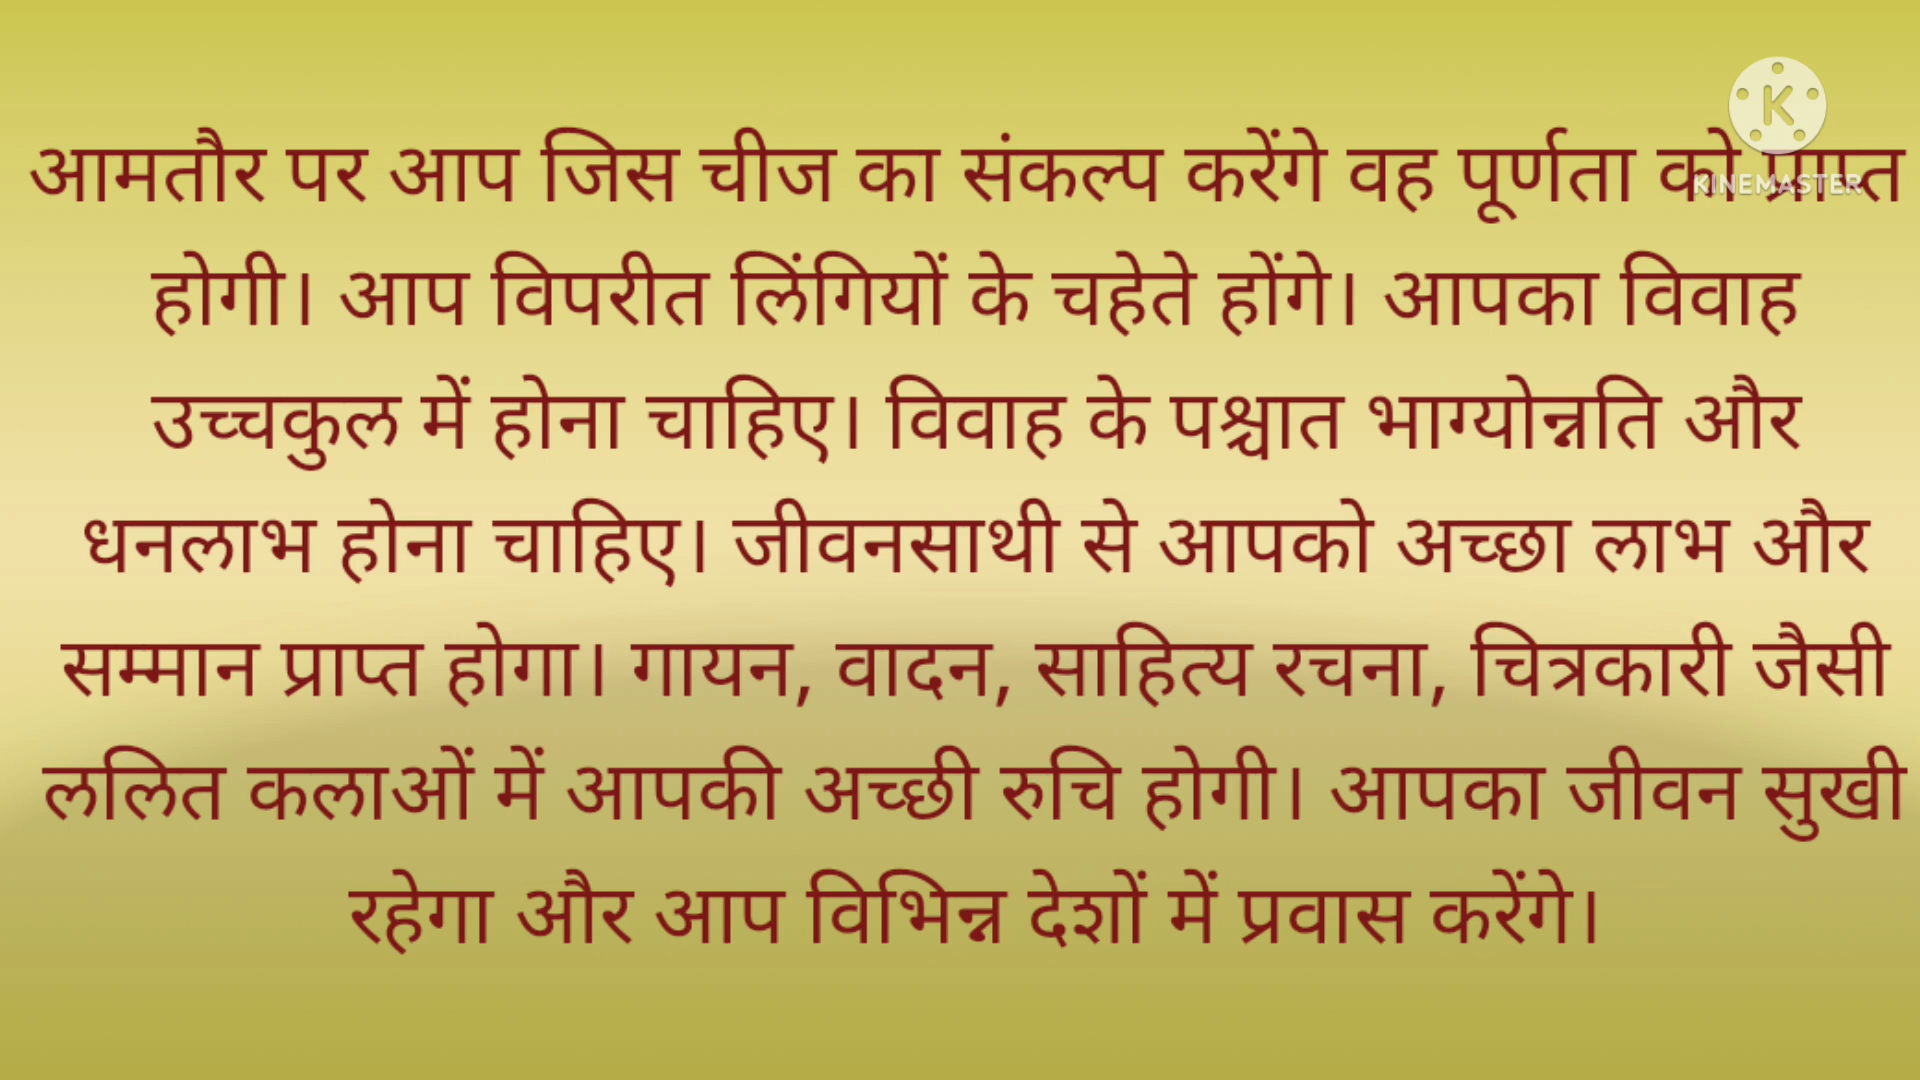 आमतौर पर आप जिस चीज का संकल्प करेंगे वह पूर्णता को प्राप्त
होगी। आप विपरीत लिंगियों के चहेते होंगे। आपका विवाह
उच्चकुल में होना चाहिए। विवाह के पश्चात भाग्योन्नति और
धनलाभ होना चाहिए। जीवनसाथी से आपको अच्छा लाभ और
सम्मान प्राप्त होगा। गायन, वादन, साहित्य रचना, चित्रकारी जैसी
ललित कलाओं में आपकी अच्छी रुचि होगी। आपका जीवन सुखी
रहेगा और आप विभिन्न देशों में प्रवास करेंगे।
K
KINEMASTER